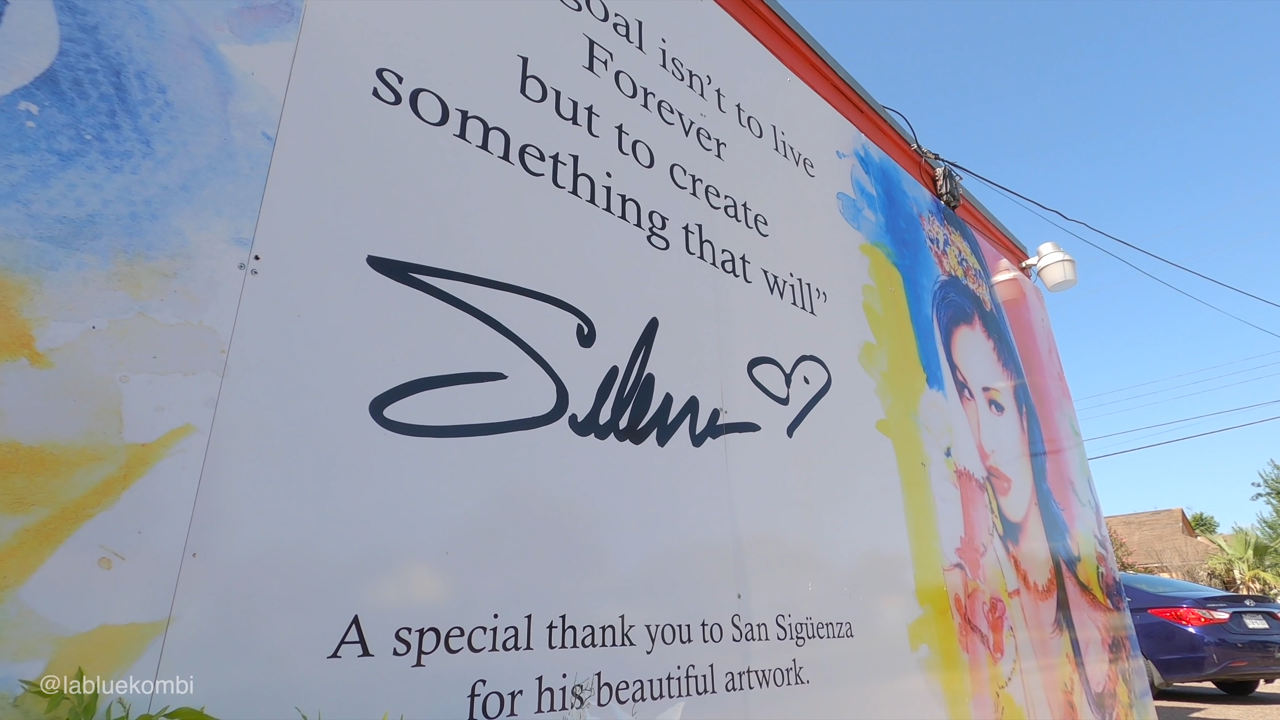 goal isn't to live
Forever
but to create
something that will”
Selena
A special thank you to San Sigüenza
for his beautiful artwork.
@labluekombi